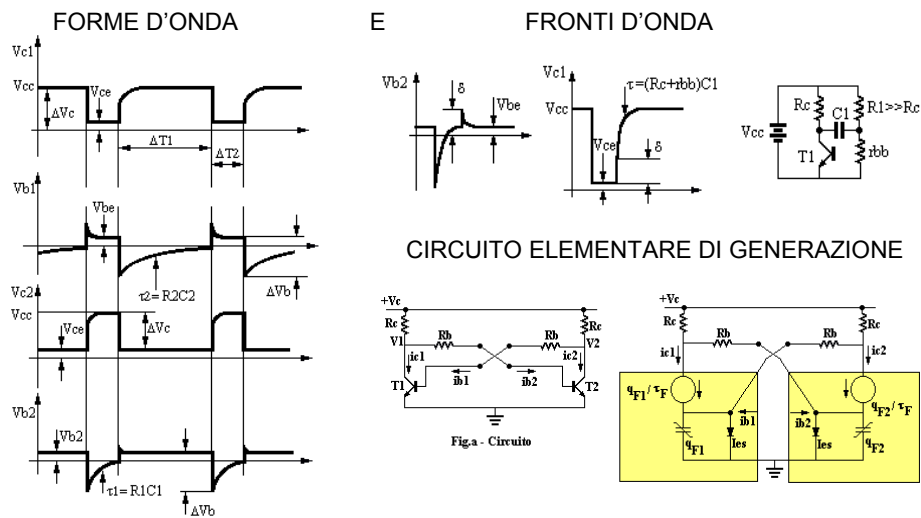 FORME D'ONDA E FRONTI D'ONDA
Vc1
Vcc
Vce
ΔVc
ΔT1
ΔT2
Vb1
Vbe
τ2= R2C2
ΔVb
Vc2
Vcc
Vce
ΔVc
Vb2
Vb2
τ1= R1C1
ΔVb
Vb2
δ
Vbe
Vc1
τ=(Rc+rbb)C1
Vcc
Vce
δ
Rc
R1>>Rc
C1
Vcc
T1
rbb
CIRCUITO ELEMENTARE DI GENERAZIONE
+Vc
Rc
Rc
V1
Rb
Rb
V2
ic1
ic2
T1
ib1
ib2
T2
Fig.a - Circuito
+Vc
Rc
Rc
Rb
Rb
ic1
ic2
qF1/τF
qF2/τF
ib1
ib2
qF1
Ies
Ies
qF2